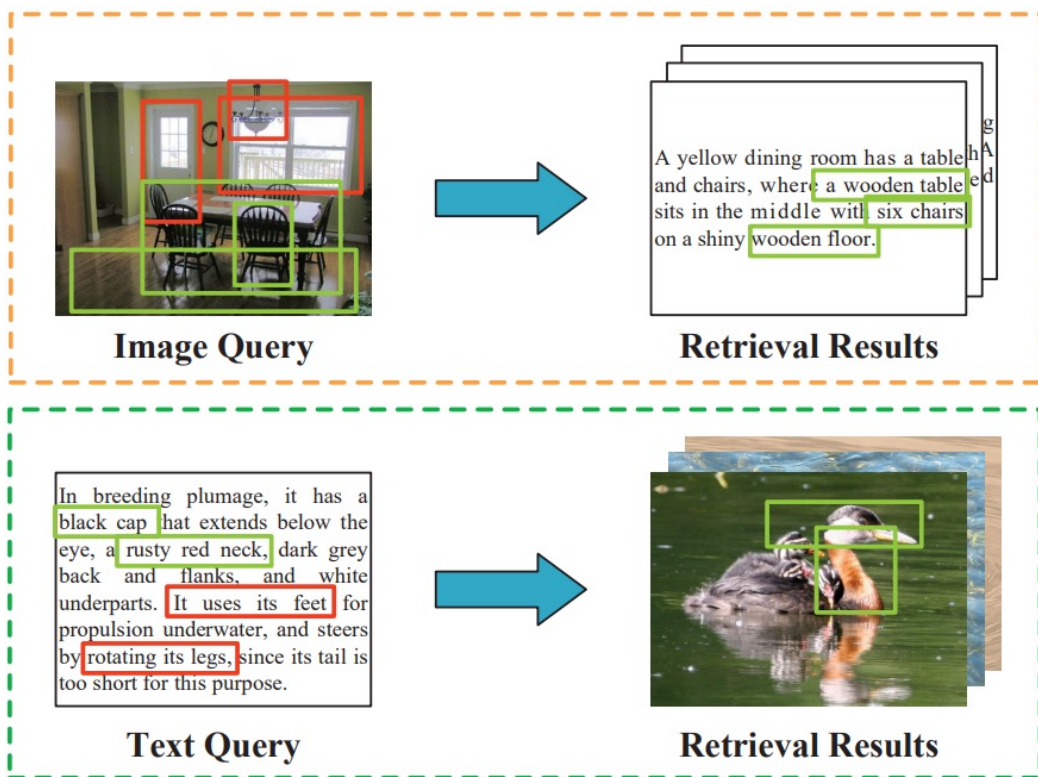 A yellow dining room has a table
and chairs, where a wooden table
sits in the middle with six chairs
on a shiny wooden floor.
g
hA
ed
Image Query
Retrieval Results
In breeding plumage, it has a
black cap that extends below the
eye, a rusty red neck, dark grey
back and flanks, and white
underparts. It uses its feet for
propulsion underwater, and steers
by rotating its legs, since its tail is
too short for this purpose.
Text Query
Retrieval Results